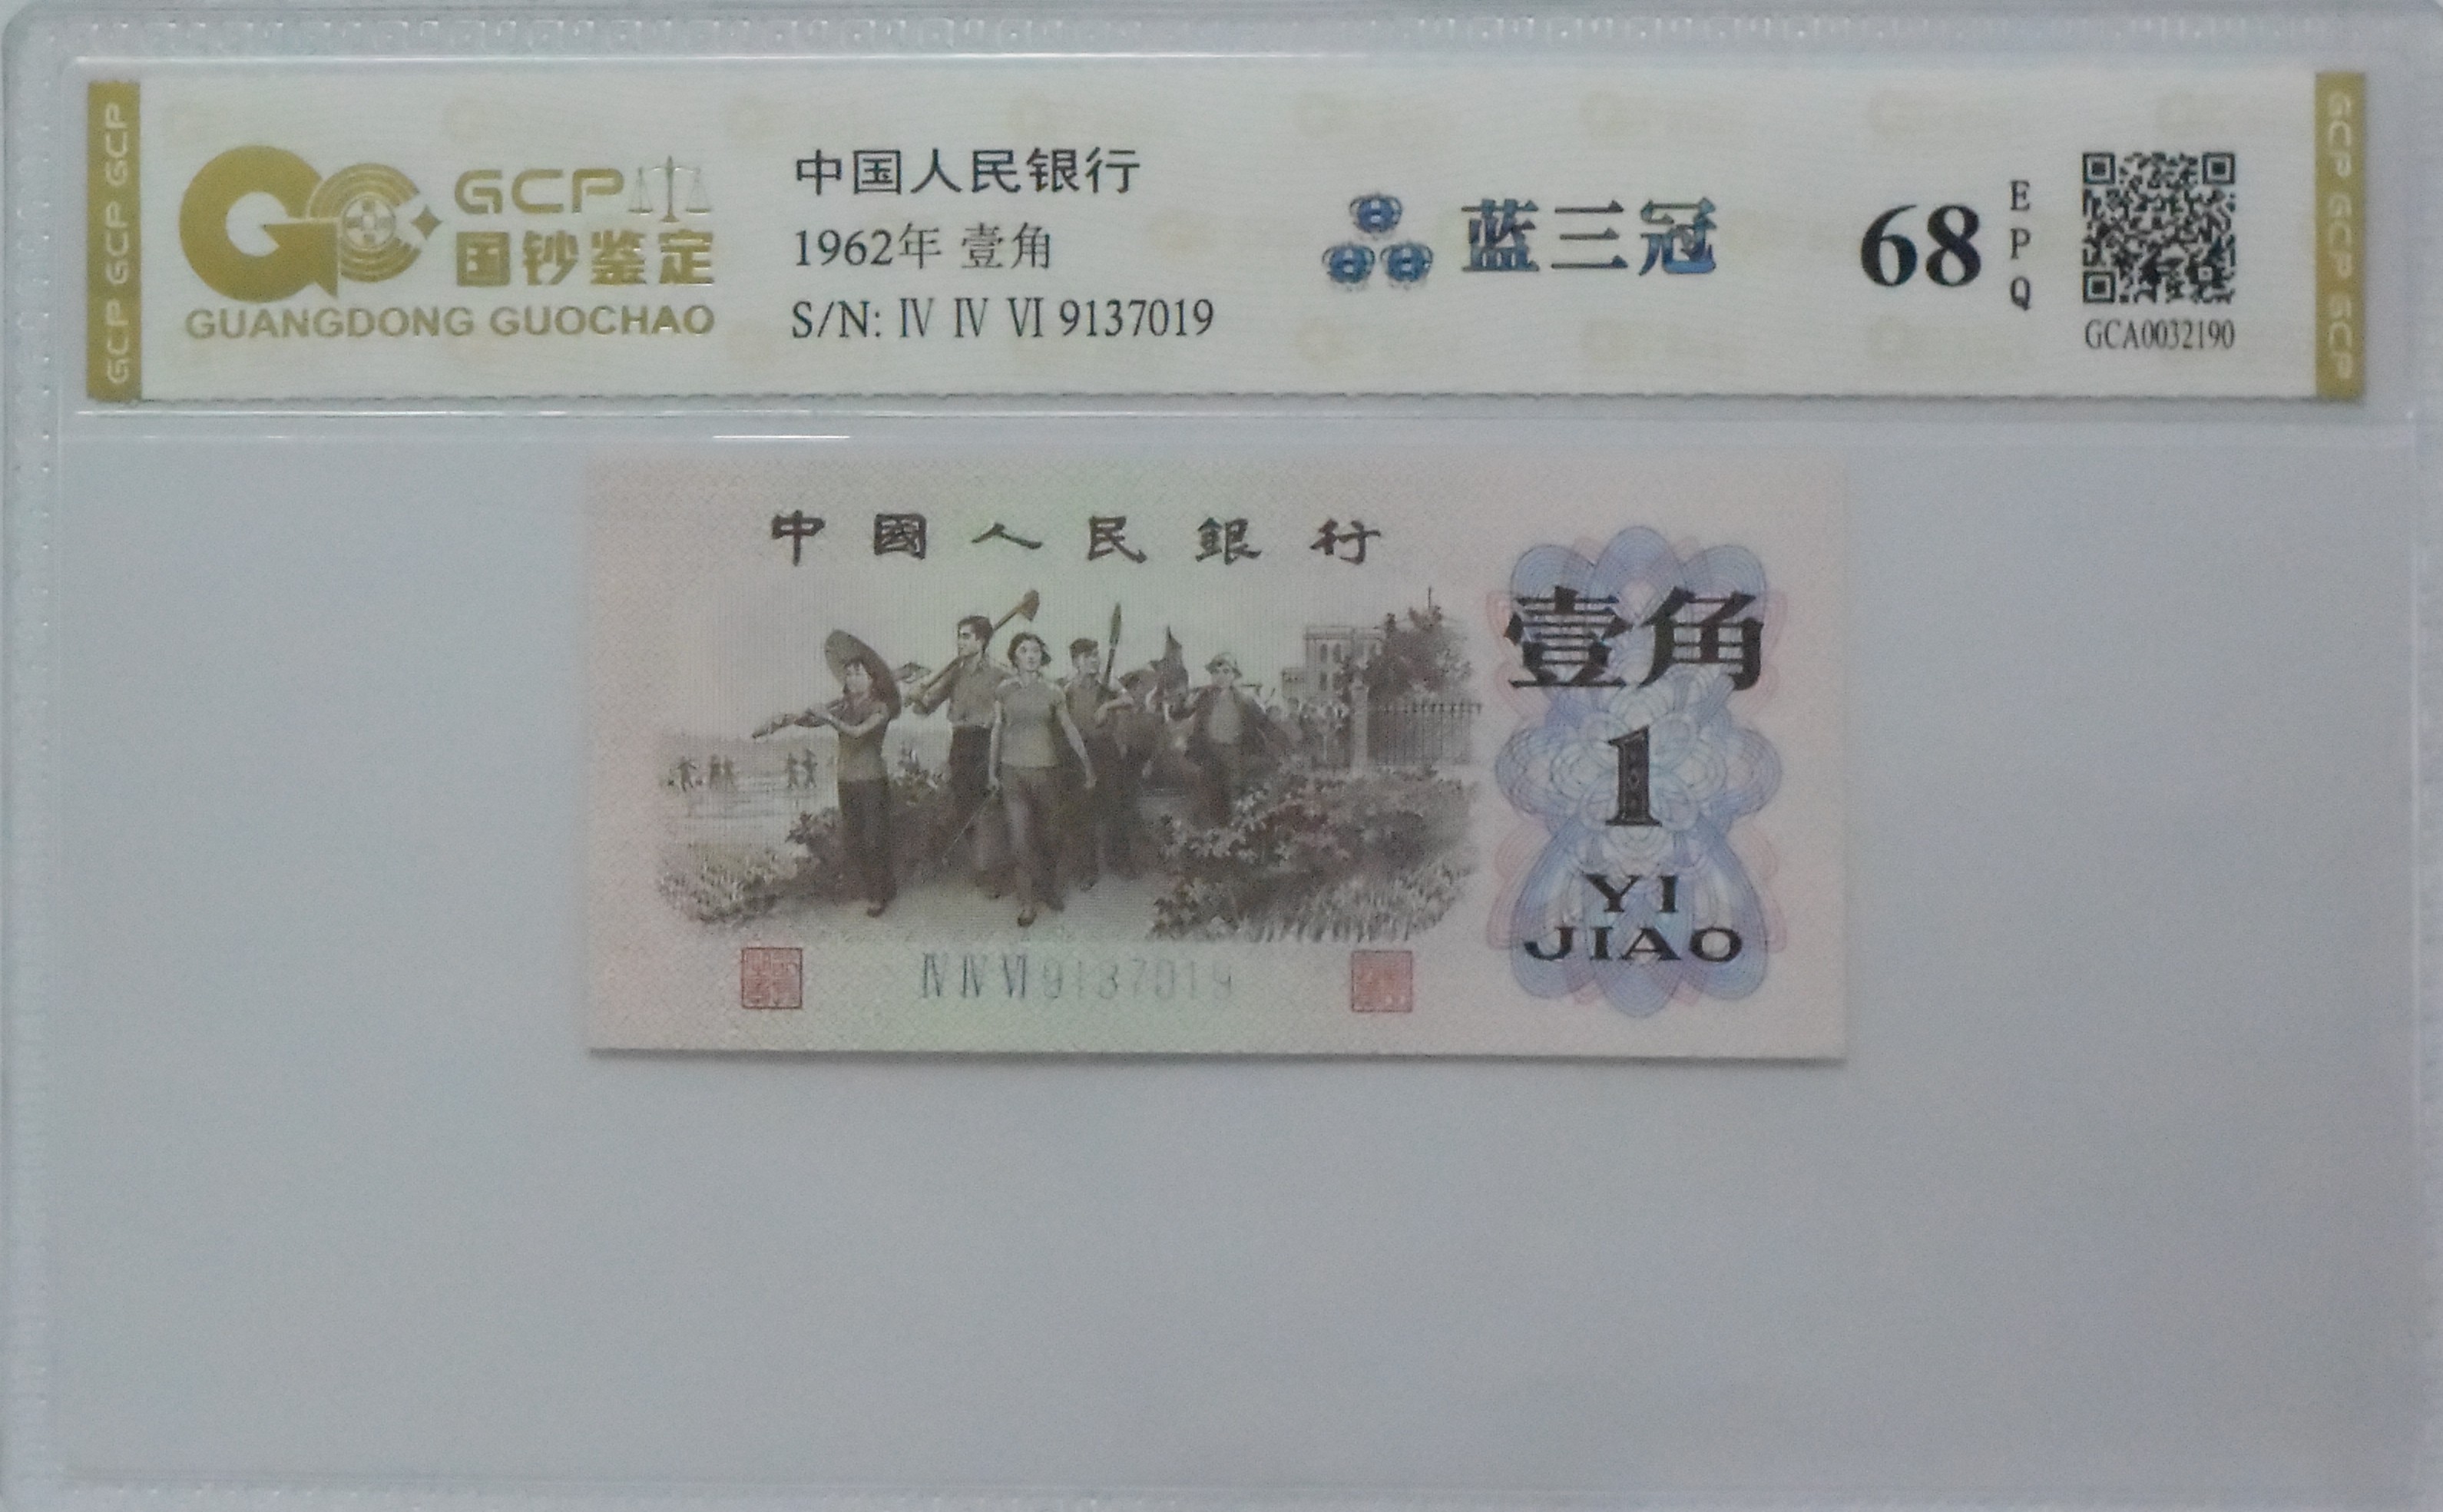 GCP GCP GCP
GCP
国钞鉴定
GUANGDONG GUOCHAO
中国人民银行
1962年 壹角
S/N: Ⅳ Ⅳ Ⅵ 9137019
蓝三冠
68
E
P
Q
GCA0032190
GCP GCP GCP
中國人民銀行
壹角
1
YI
JIAO
Ⅳ Ⅳ Ⅵ 9137019